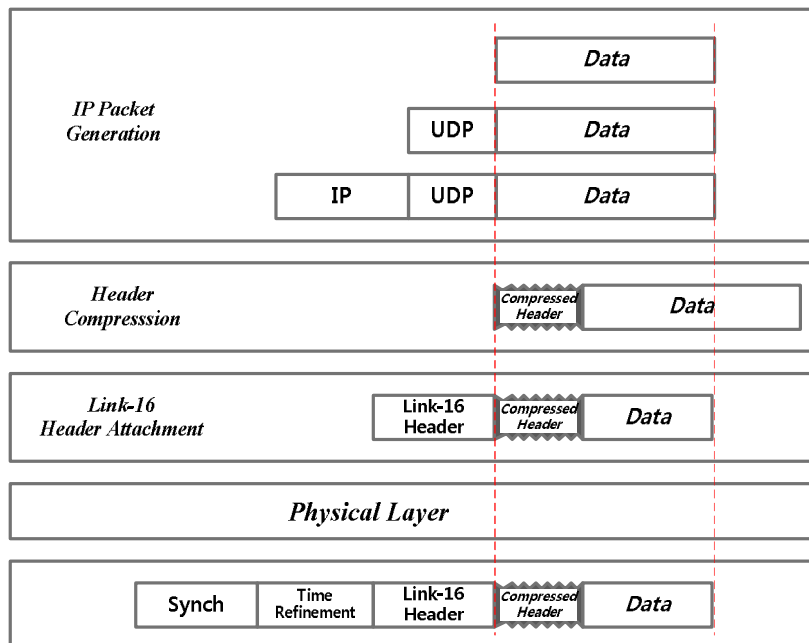 Data
IP Packet
Generation
UDP
Data
IP
UDP
Data
Header
Compresssion
Compressed
Header
Data
Link-16
Header Attachment
Link-16
Header
Compressed
Header
Data
Physical Layer
Synch
Time
Refinement
Link-16
Header
Compressed
Header
Data